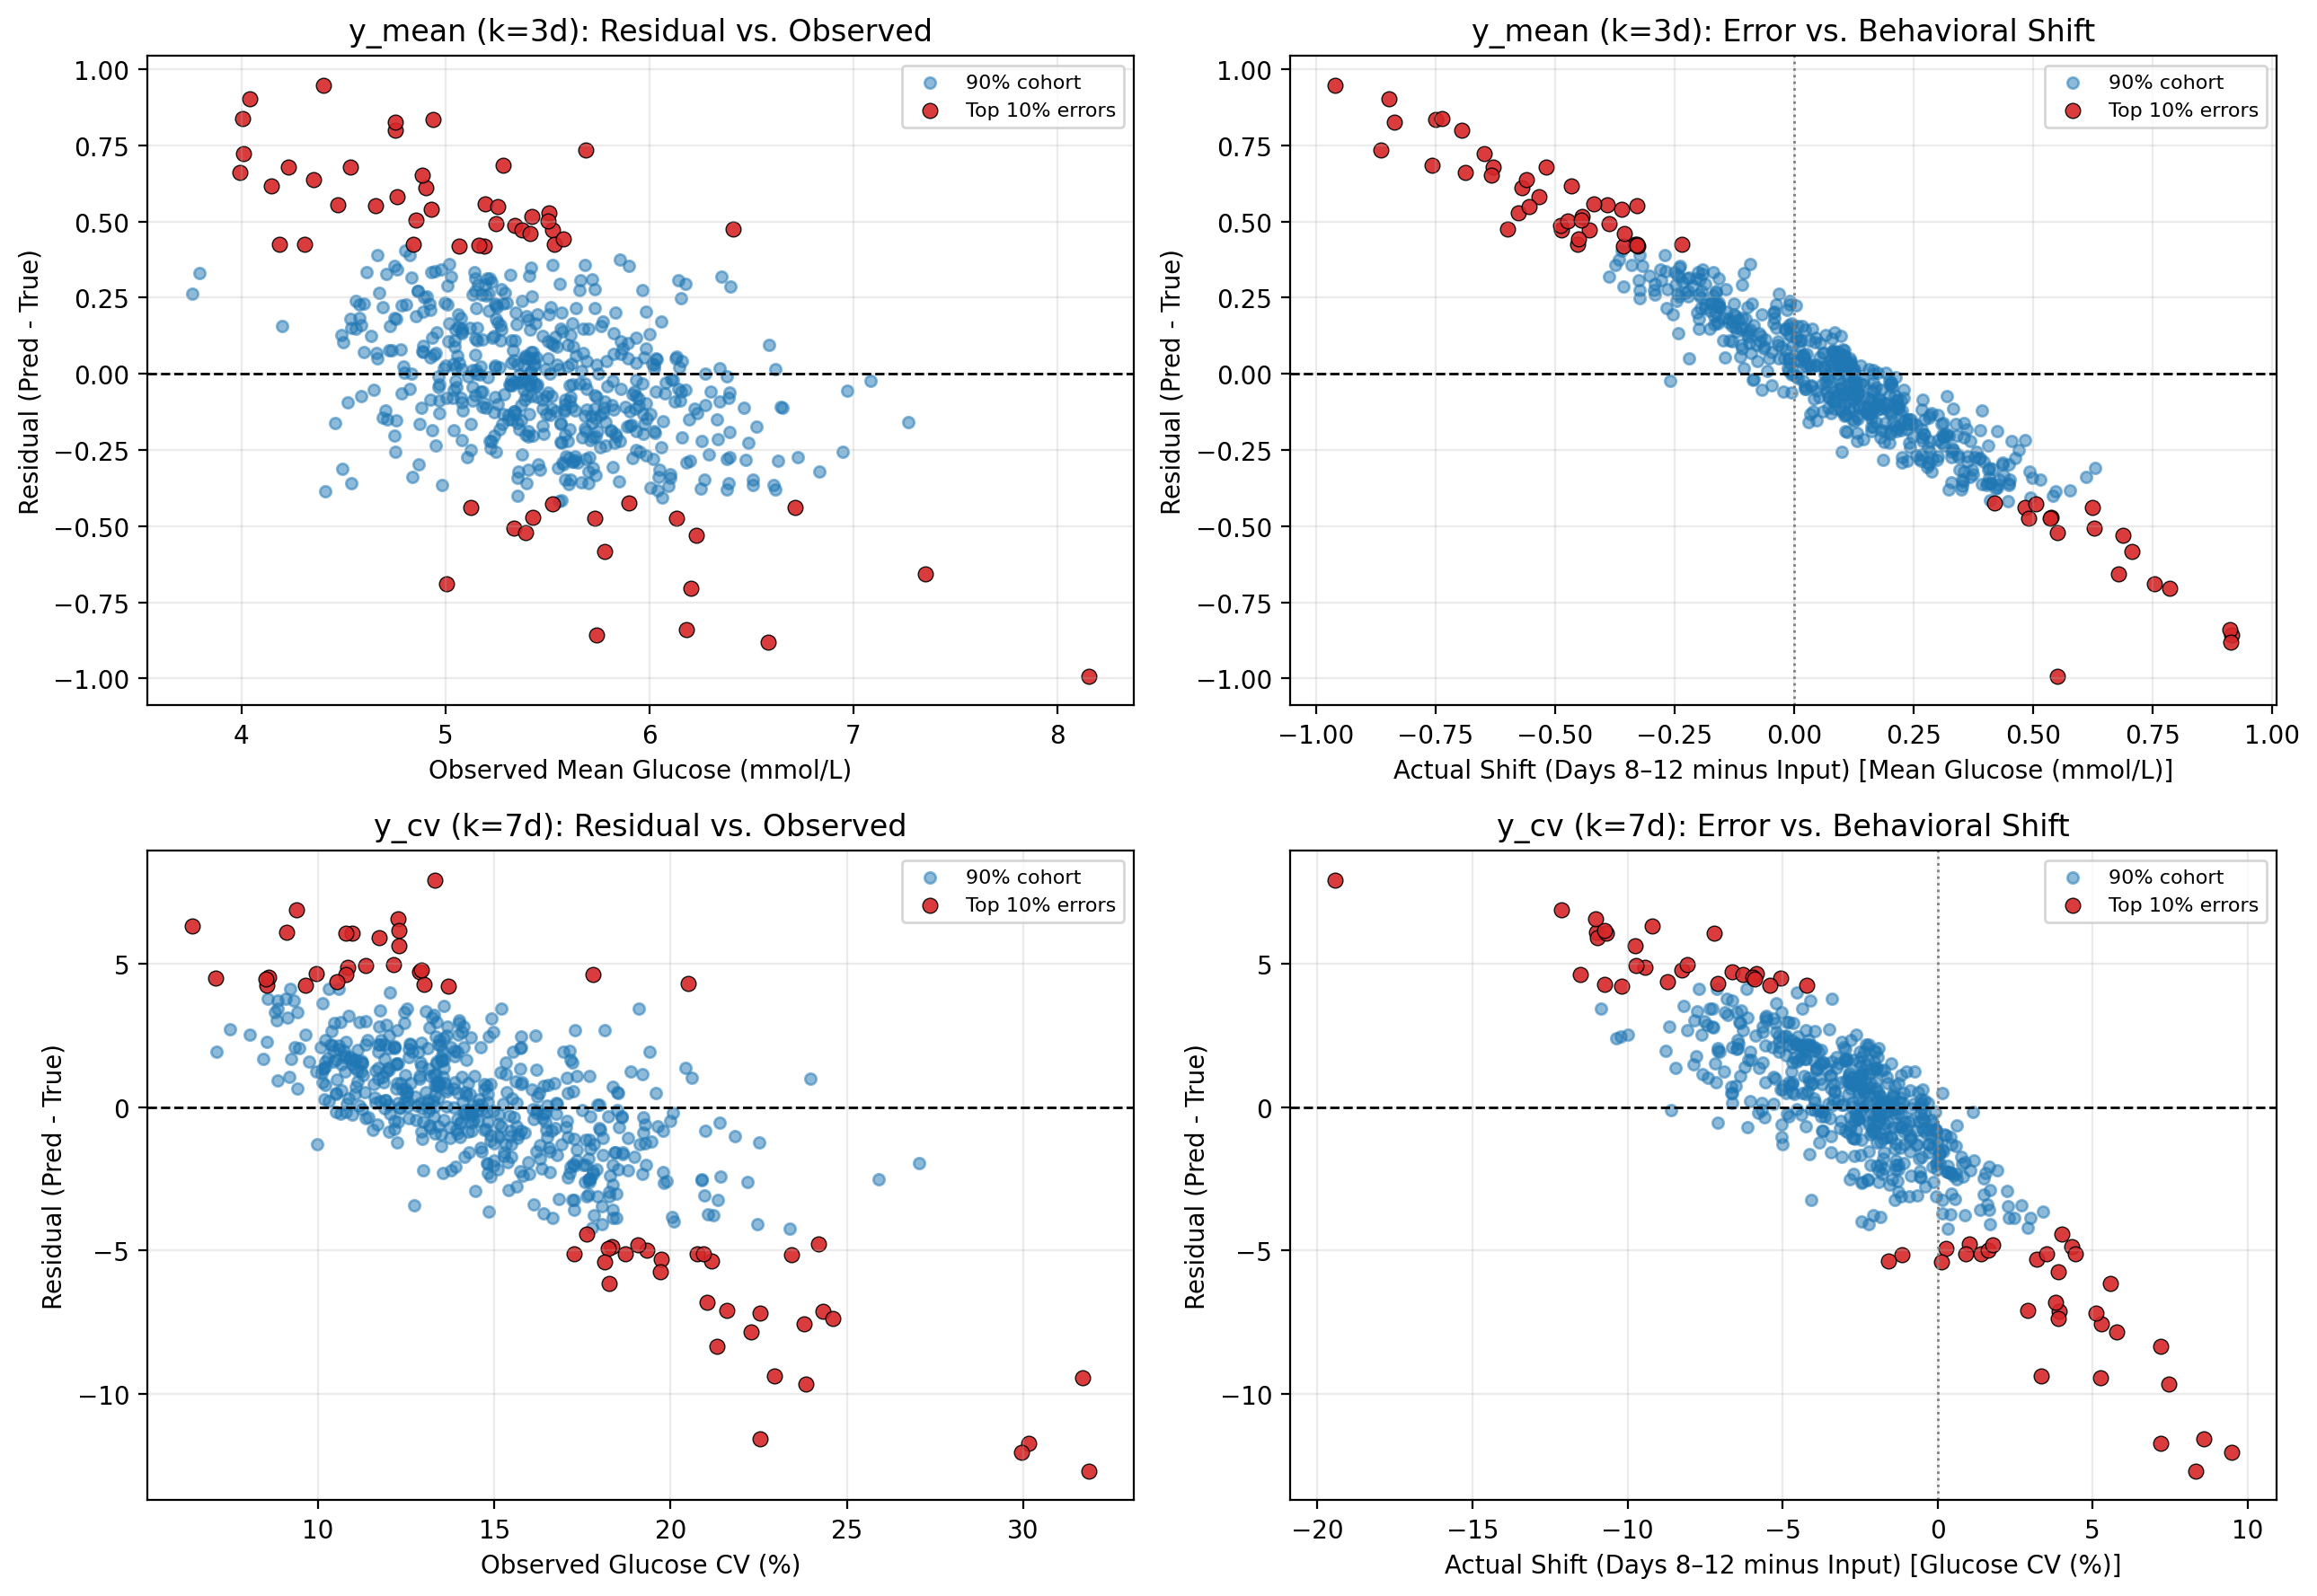 y_mean (k=3d): Residual vs. Observed
1.00
0.75
0.50
0.25
0.00
−0.25
−0.50
−0.75
−1.00
Residual (Pred - True)
90% cohort
Top 10% errors
4 5 6 7 8
Observed Mean Glucose (mmol/L)
y_mean (k=3d): Error vs. Behavioral Shift
1.00
0.75
0.50
0.25
0.00
−0.25
−0.50
−0.75
−1.00
Residual (Pred - True)
90% cohort
Top 10% errors
−1.00 −0.75 −0.50 −0.25 0.00 0.25 0.50 0.75 1.00
Actual Shift (Days 8–12 minus Input) [Mean Glucose (mmol/L)]
y_cv (k=7d): Residual vs. Observed
5
0
−5
−10
Residual (Pred - True)
90% cohort
Top 10% errors
10 15 20 25 30
Observed Glucose CV (%)
y_cv (k=7d): Error vs. Behavioral Shift
5
0
−5
−10
Residual (Pred - True)
90% cohort
Top 10% errors
−20 −15 −10 −5 0 5 10
Actual Shift (Days 8–12 minus Input) [Glucose CV (%)]